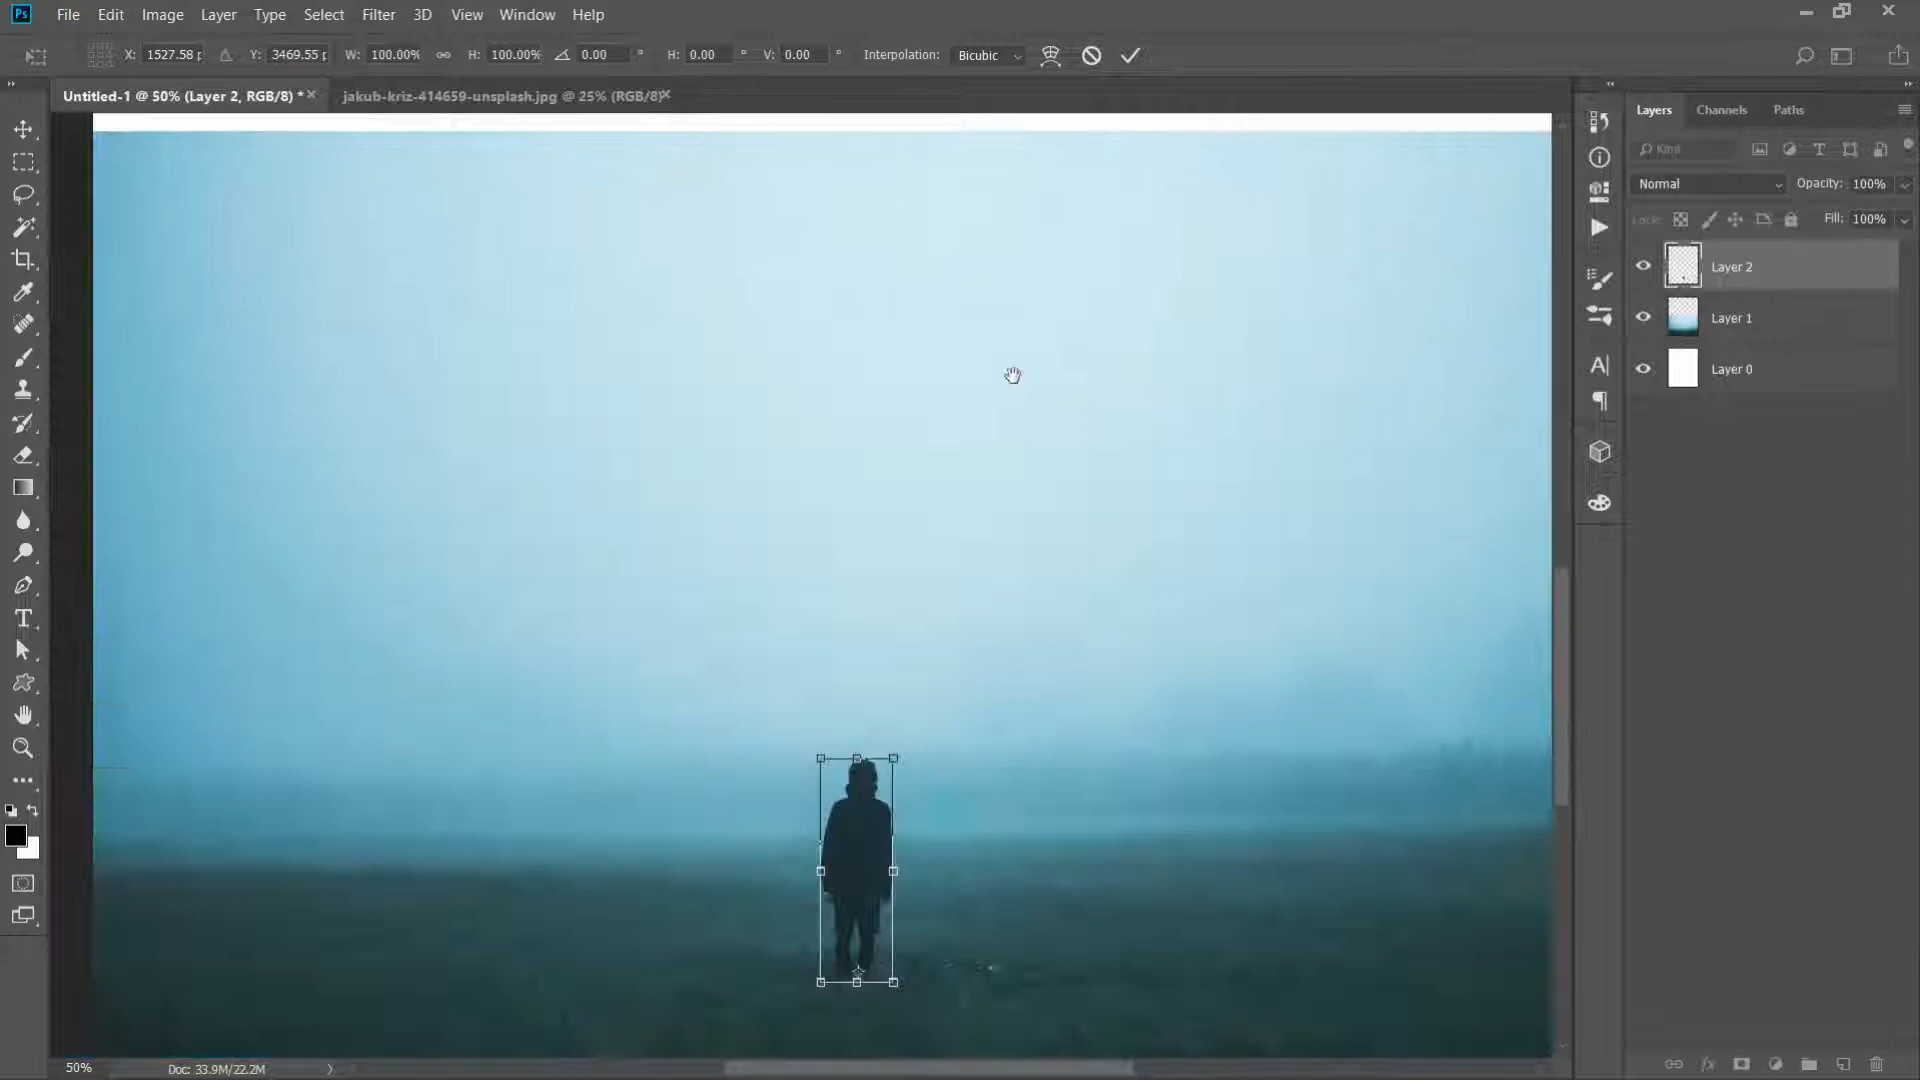 Ps File Edit Image Layer Type Select Filter 3D View Window Help
X: 1527.58 Y: 3469.55 W: 100.00% H: 100.00% 0.00 ° H: 0.00 ° V: 0.00 ° Interpolation: Bicubic
Untitled-1 @ 50% (Layer 2, RGB/8) * jakub-kriz-414659-unsplash.jpg @ 25% (RGB/8)
Layers Channels Paths
Kind
Normal Opacity: 100%
Lock: Fill: 100%
Layer 2
Layer 1
Layer 0
50% Doc: 33.9M/22.2M